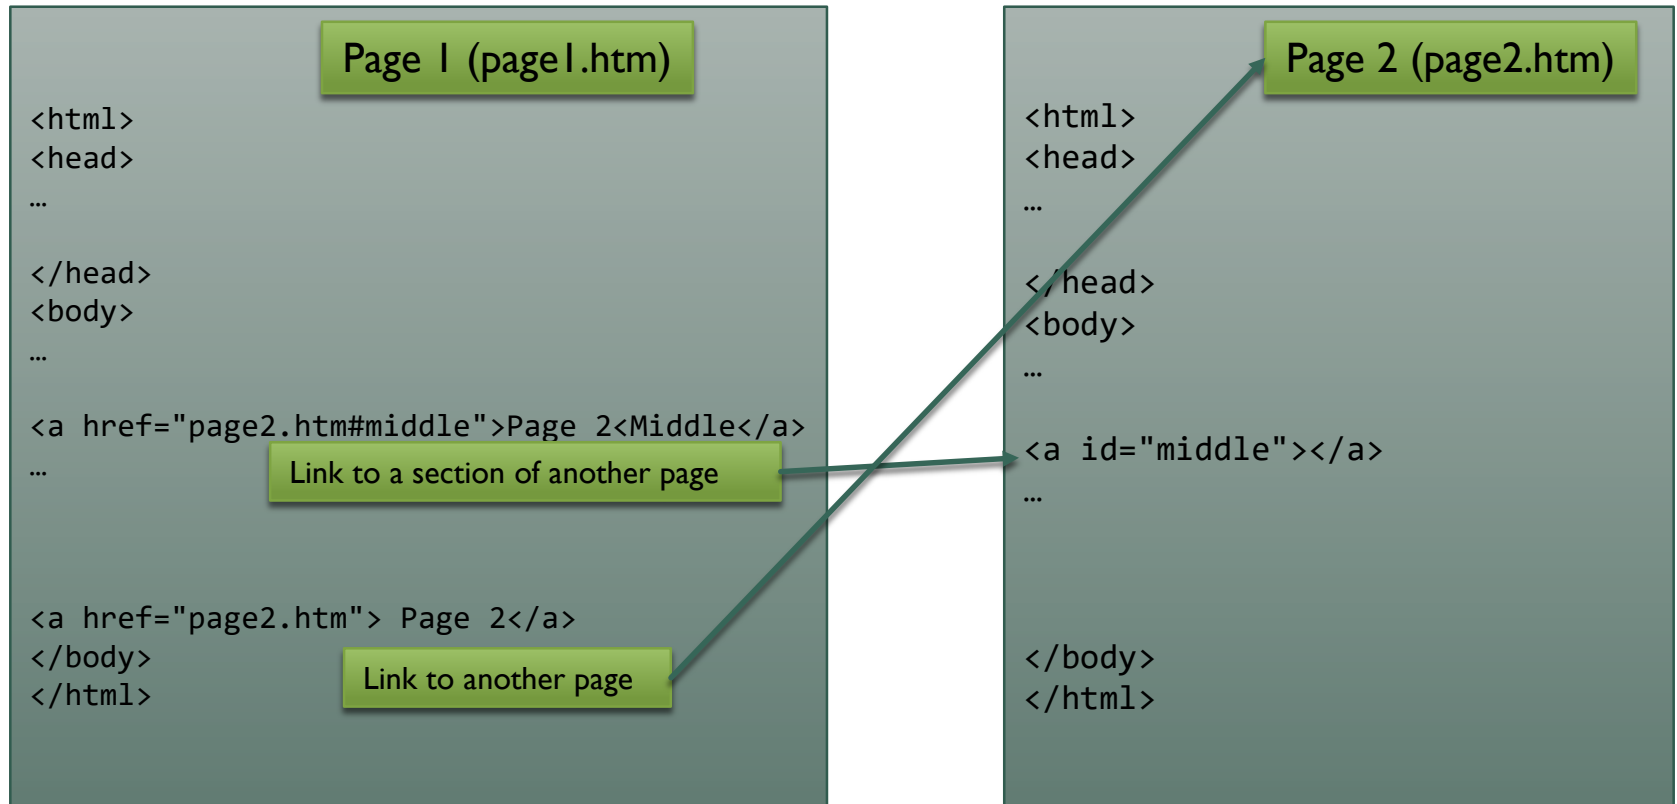 Page 1 (page1.htm)
<html>
<head>
…
</head>
<body>
…
<a href="page2.htm#middle">Page 2<Middle</a>
…
Link to a section of another page
<a href="page2.htm"> Page 2</a>
</body>
</html>
Link to another page
Page 2 (page2.htm)
<html>
<head>
…
</head>
<body>
…
<a id="middle"></a>
…
</body>
</html>